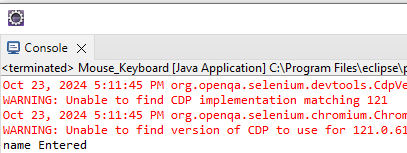 Console
<terminated> Mouse_Keyboard [Java Application] C:\Program Files\eclipse\
Oct 23, 2024 5:11:45 PM org.openqa.selenium.devtools.CdpVe
WARNING: Unable to find CDP implementation matching 121
Oct 23, 2024 5:11:45 PM org.openqa.selenium.chromium.Chrom
WARNING: Unable to find version of CDP to use for 121.0.61
name Entered